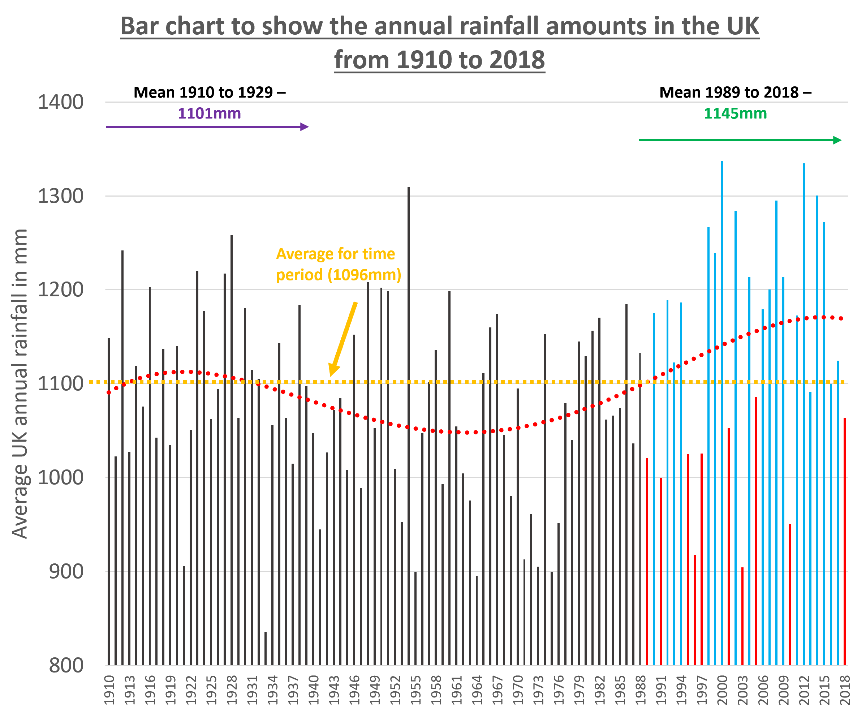 Bar chart to show the annual rainfall amounts in the UK
from 1910 to 2018
Mean 1910 to 1929 –
1101mm
Mean 1989 to 2018 –
1145mm
Average for time
period (1096mm)
Average UK annual rainfall in mm
1400
1300
1200
1100
1000
900
800
1910 1913 1916 1919 1922 1925 1928 1931 1934 1937 1940 1943 1946 1949 1952 1955 1958 1961 1964 1967 1970 1973 1976 1979 1982 1985 1988 1991 1994 1997 2000 2003 2006 2009 2012 2015 2018